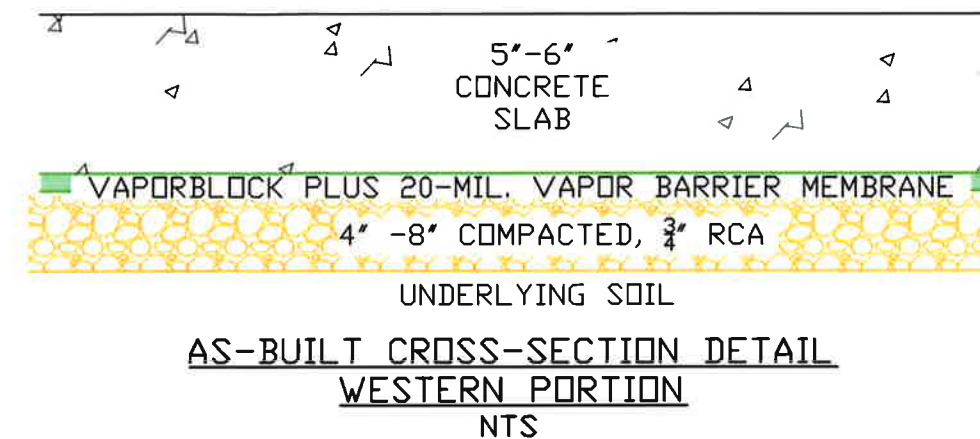 5"-6"
CONCRETE
SLAB
VAPORBLOCK PLUS 20-MIL. VAPOR BARRIER MEMBRANE
4" -8" COMPACTED, 3/4" RCA
UNDERLYING SOIL
AS-BUILT CROSS-SECTION DETAIL
WESTERN PORTION
NTS